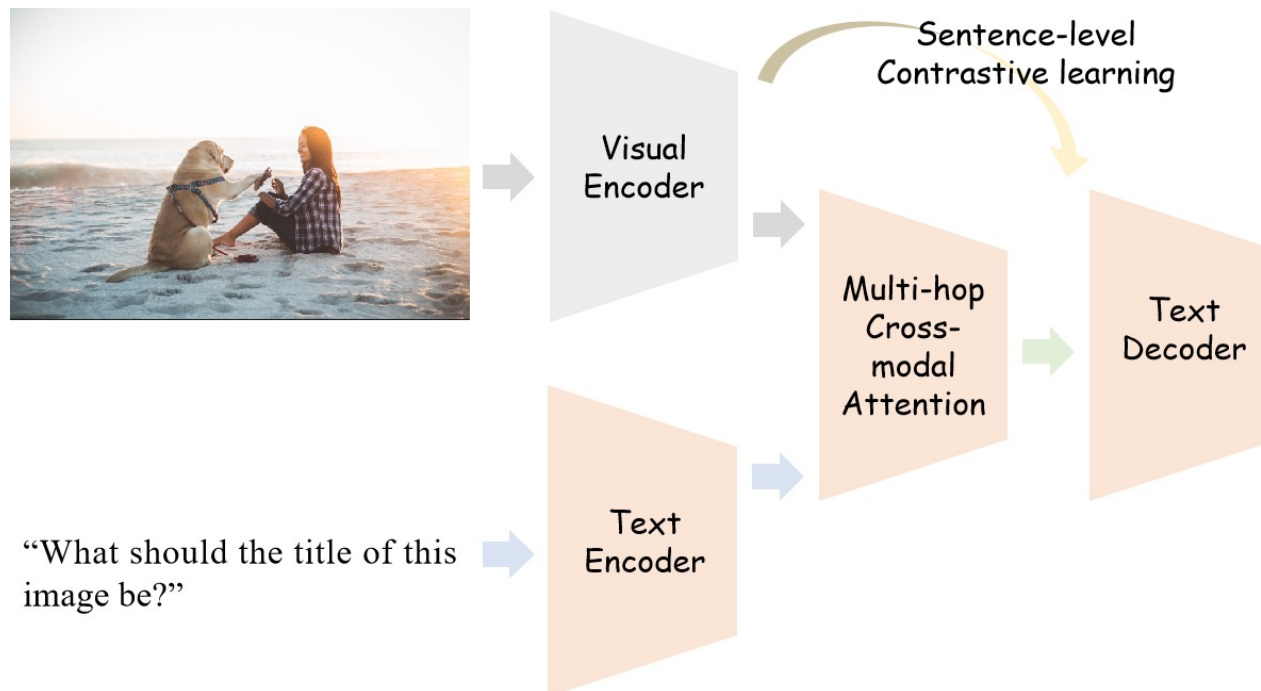 Sentence-level
Contrastive learning
Visual
Encoder
Multi-hop
Cross-
modal
Attention
Text
Decoder
“What should the title of this
image be?”
Text
Encoder